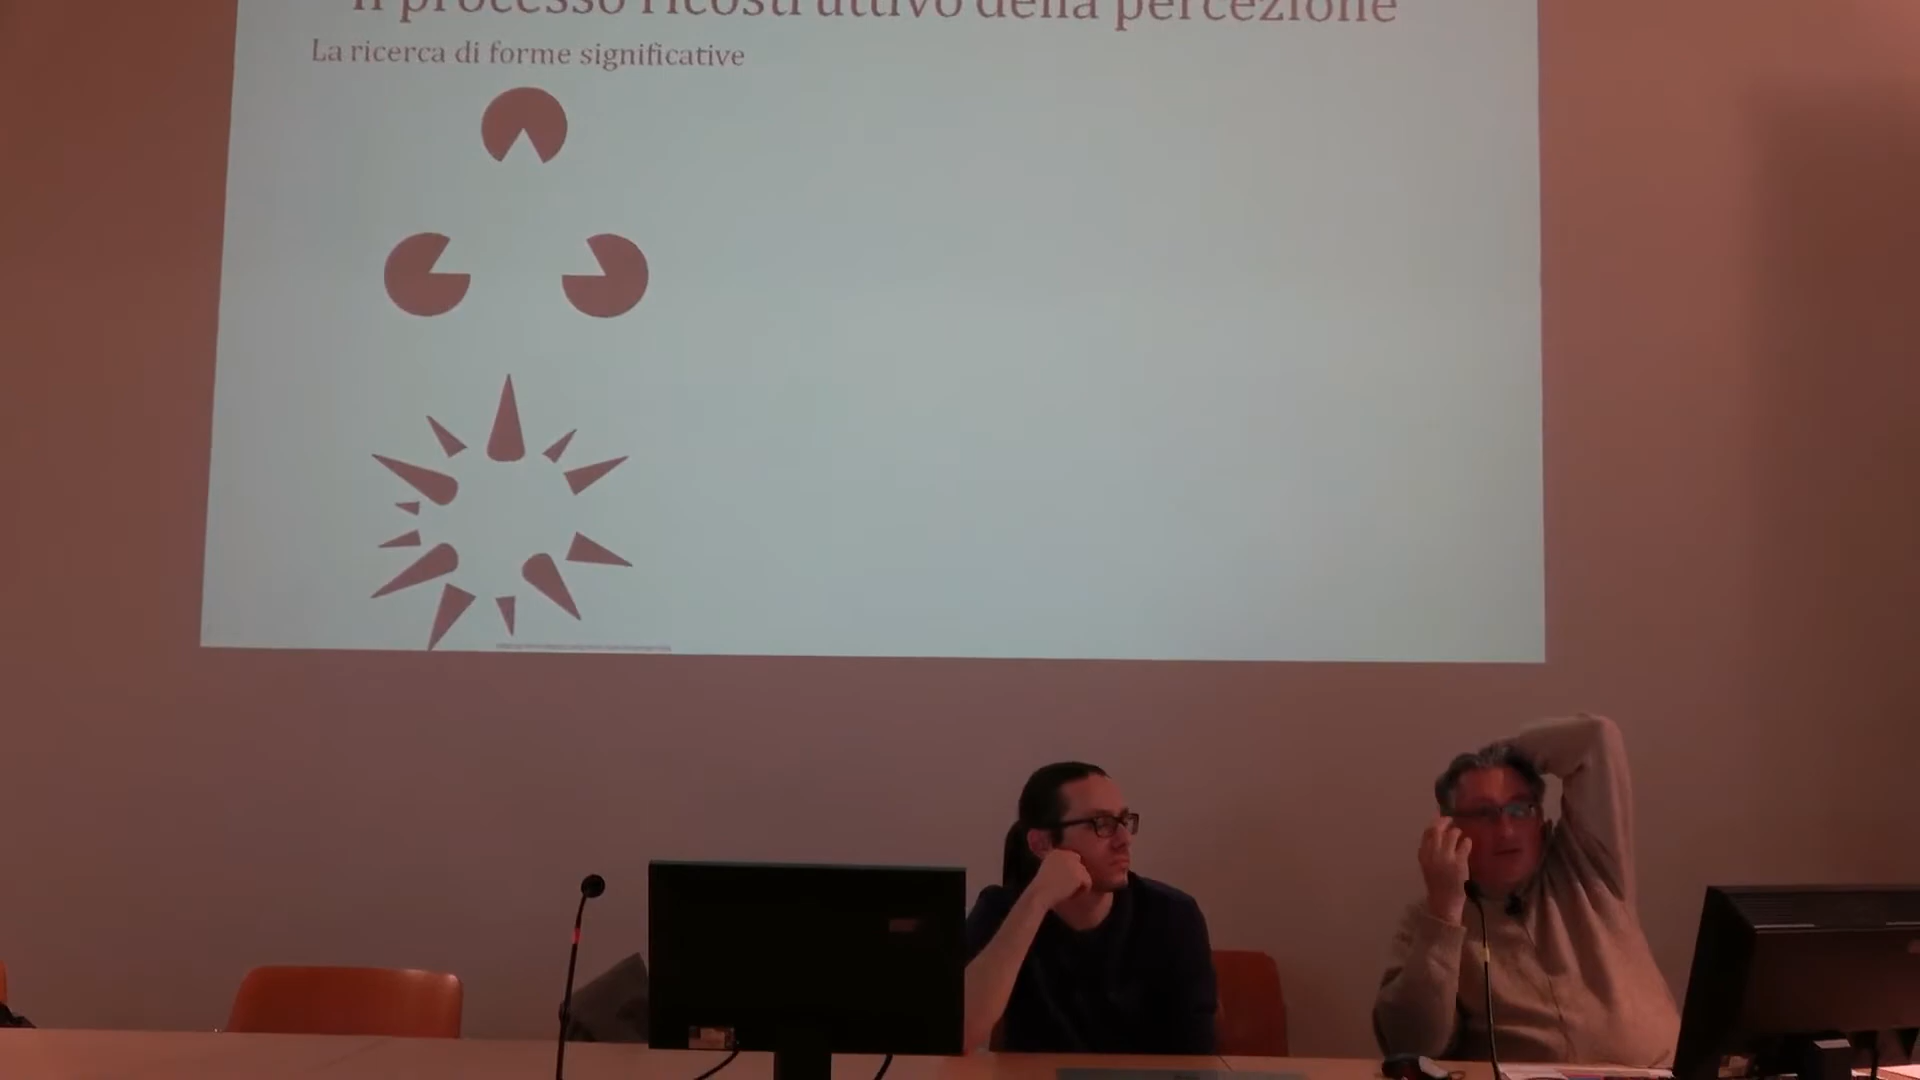 Il processo ricostruttivo della percezione
La ricerca di forme significative